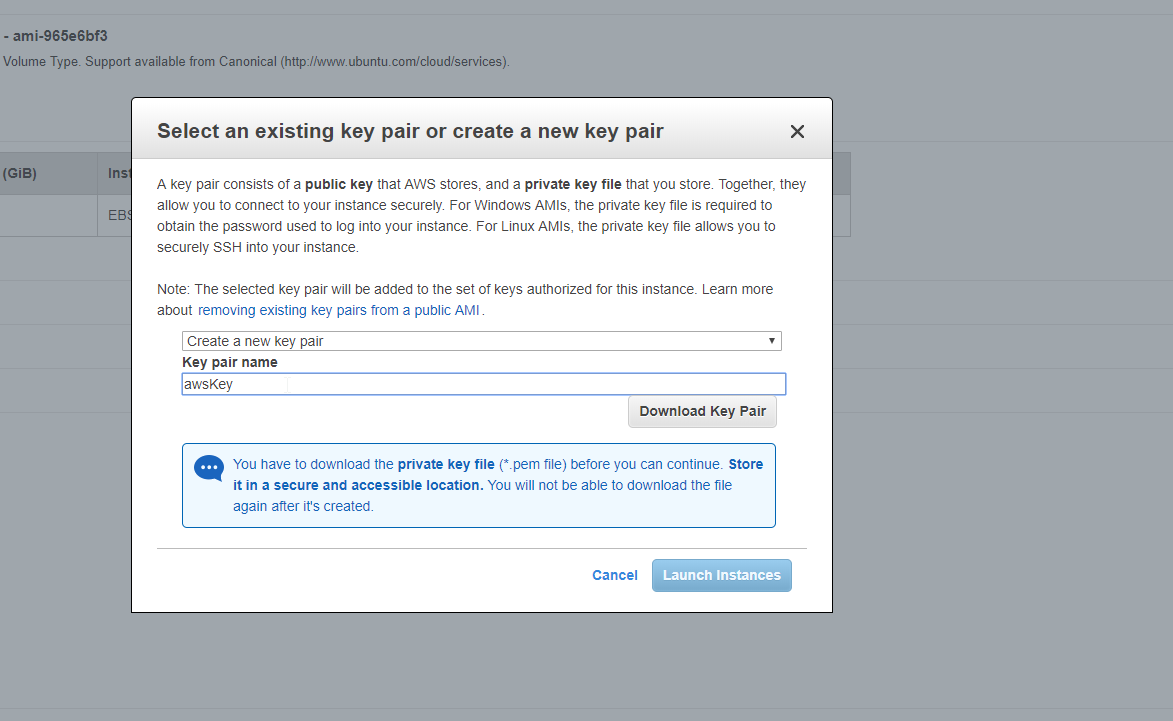 - ami-965e6bf3
Volume Type. Support available from Canonical (http://www.ubuntu.com/cloud/services).
Select an existing key pair or create a new key pair
(GiB)
Inst
A key pair consists of a public key that AWS stores, and a private key file that you store. Together, they
allow you to connect to your instance securely. For Windows AMIs, the private key file is required to
EBS
obtain the password used to log into your instance. For Linux AMIs, the private key file allows you to
securely SSH into your instance.
Note: The selected key pair will be added to the set of keys authorized for this instance. Learn more
about removing existing key pairs from a public AMI.
Create a new key pair
Key pair name
awsKey
Download Key Pair
You have to download the private key file (*.pem file) before you can continue. Store
it in a secure and accessible location. You will not be able to download the file
again after it's created.
Cancel
Launch Instances